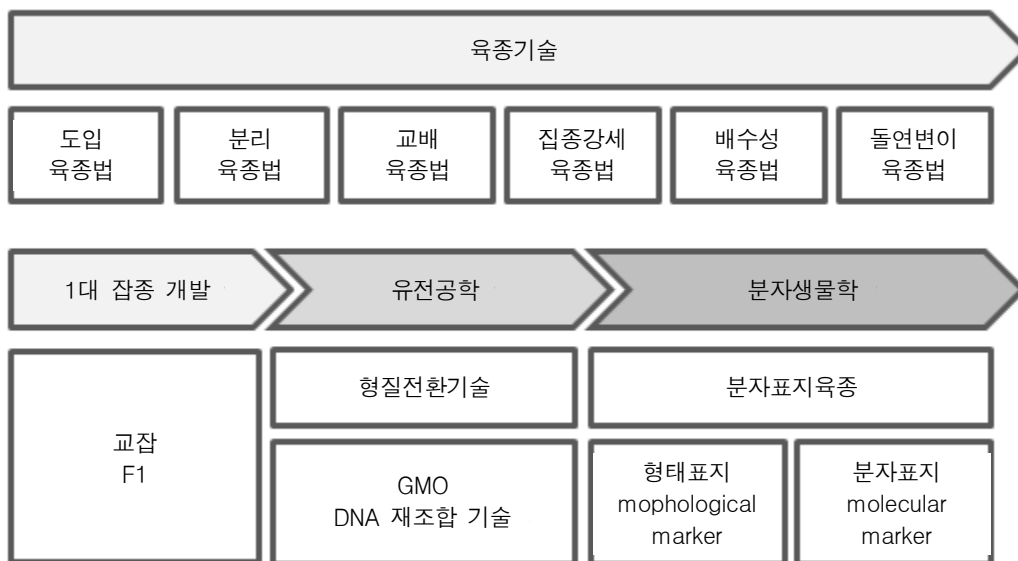 육종기술
도입
육종법
분리
육종법
교배
육종법
집종강세
육종법
배수성
육종법
돌연변이
육종법
1대 잡종 개발
유전공학
분자생물학
교잡
F1
형질전환기술
GMO
DNA 재조합 기술
분자표지육종
형태표지
mophological
marker
분자표지
molecular
marker